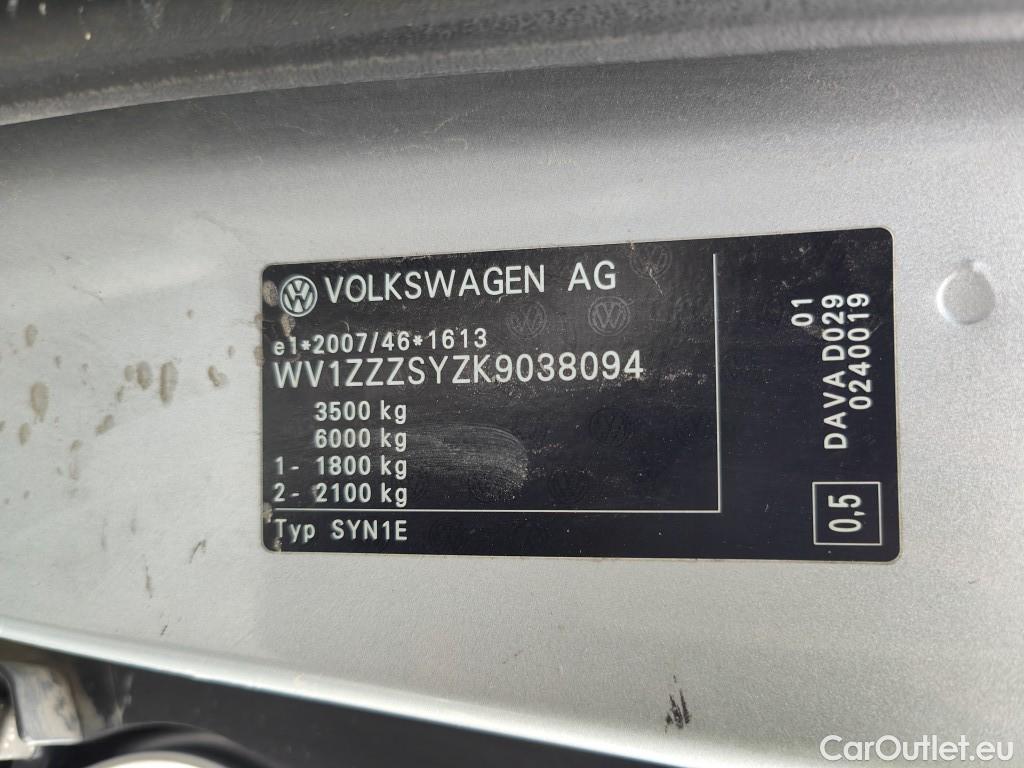 VOLKSWAGEN AG
e1*2007/46*1613
WV1ZZZSYZK9038094
3500 kg
6000 kg
1- 1800 kg
2- 2100 kg
Typ SYN1E
01
DAVA D029
0240019
0,5
CarOutlet.eu